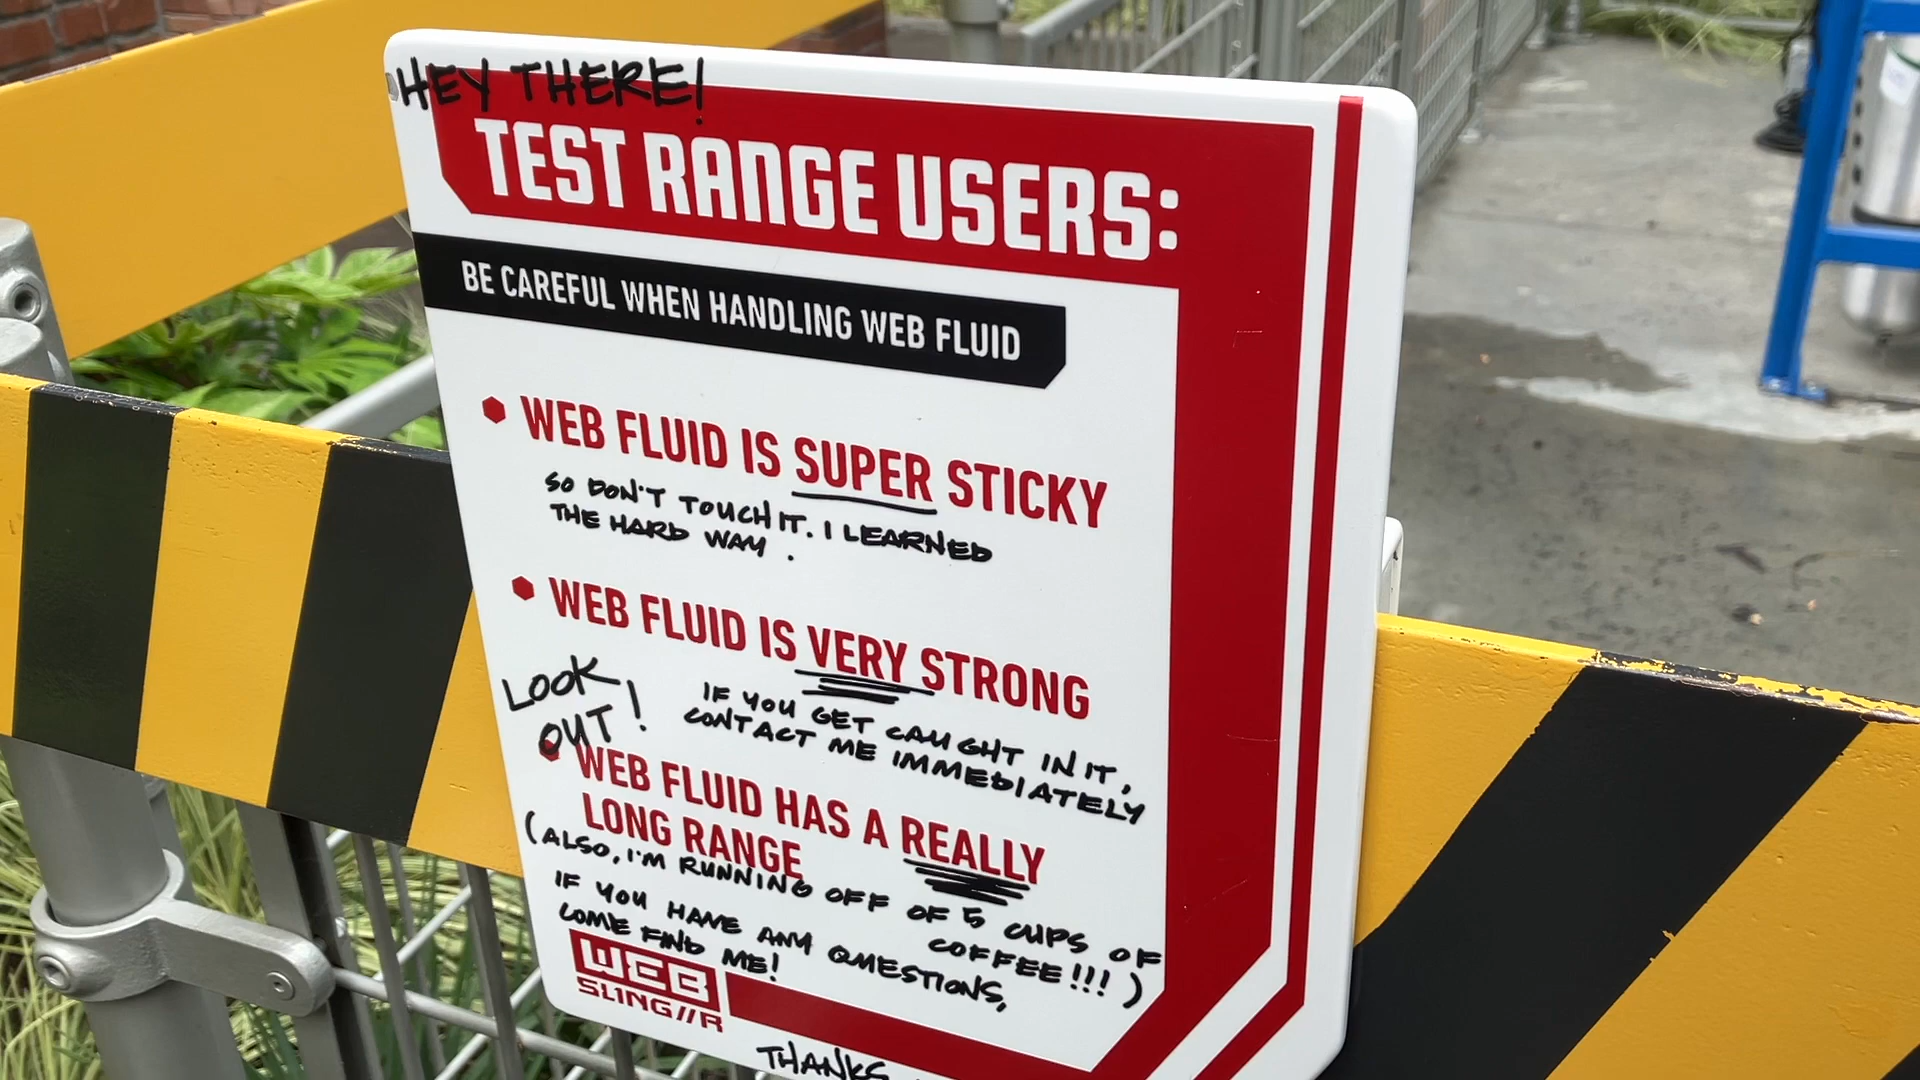 HEY THERE!
TEST RANGE USERS:
BE CAREFUL WHEN HANDLING WEB FLUID
WEB FLUID IS SUPER STICKY
SO DON'T TOUCH IT. I LEARNED
THE HARD WAY.
WEB FLUID IS VERY STRONG
LOOK
OUT!
IF YOU GET CAUGHT IN IT,
CONTACT ME IMMEDIATELY
WEB FLUID HAS A REALLY
LONG RANGE
(ALSO, I'M RUNNING OFF OF 5 CUPS OF
COFFEE!!!)
IF YOU HAVE ANY QUESTIONS,
COME FIND ME!
WEB
SLING//R
THANKS